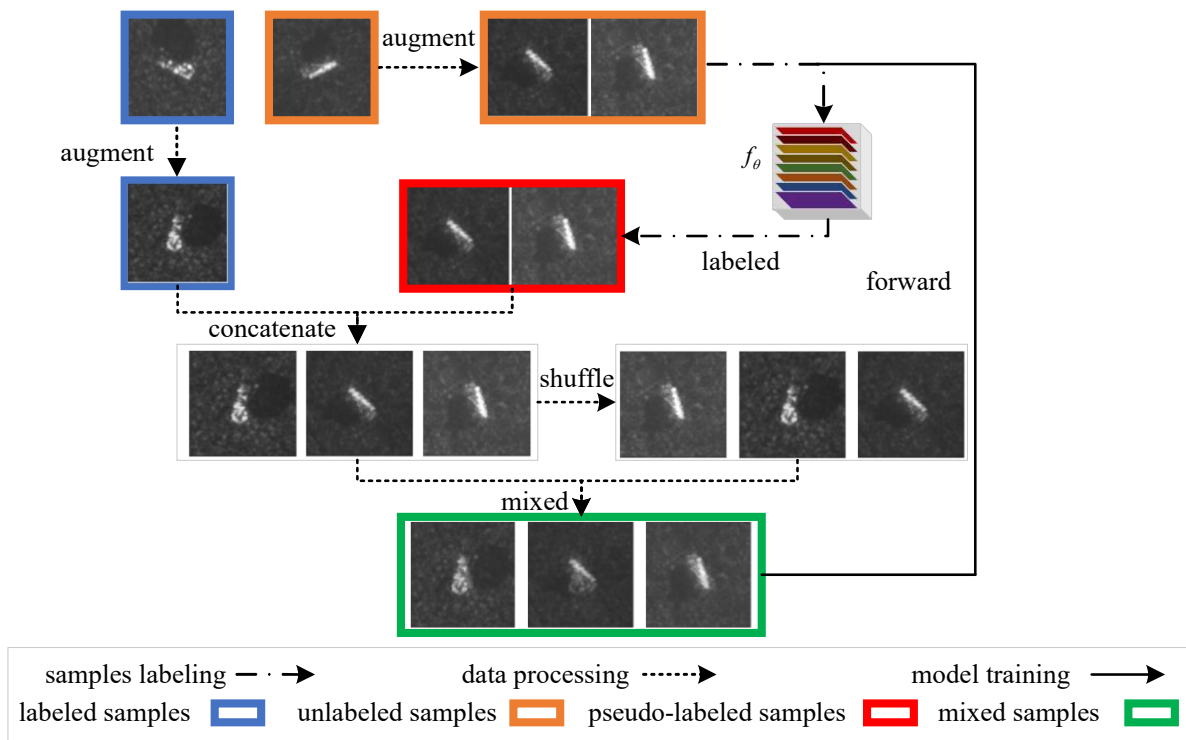 augment
augment
f_θ
labeled
forward
concatenate
shuffle
mixed
samples labeling data processing model training
labeled samples unlabeled samples pseudo-labeled samples mixed samples